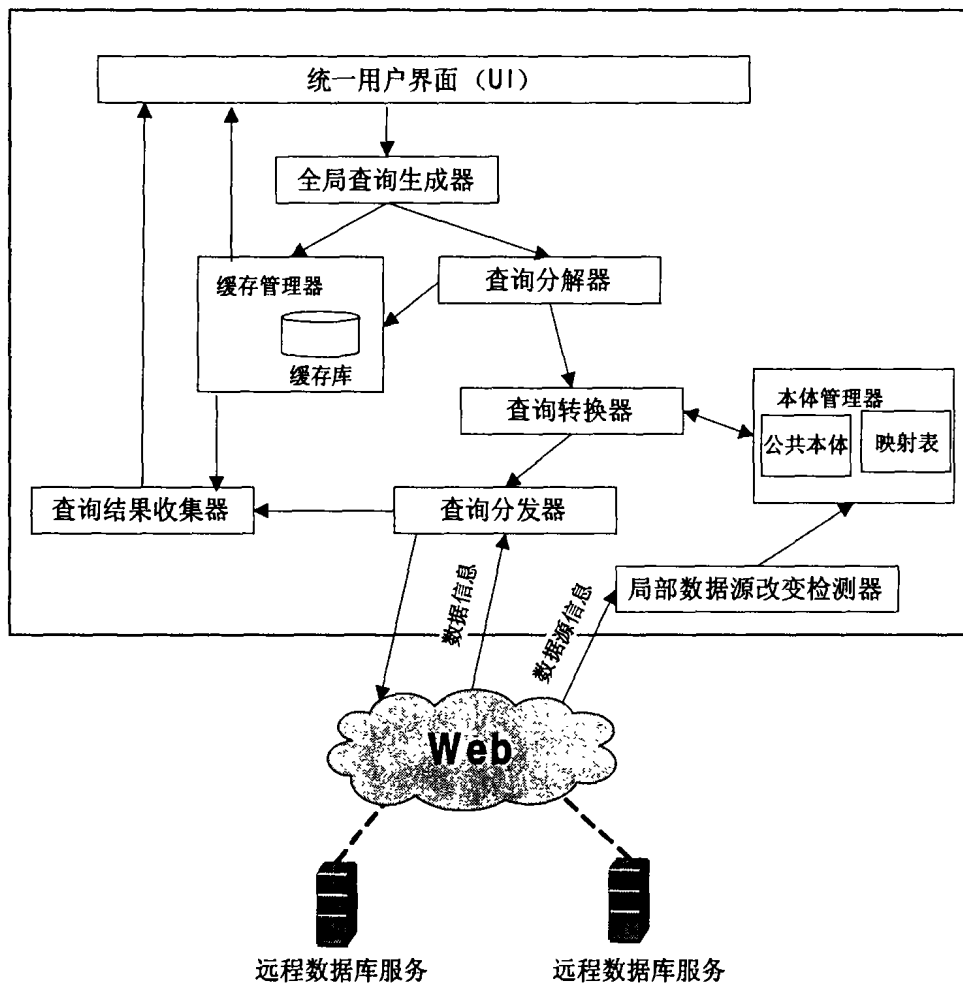 统一用户界面（UI）
全局查询生成器
缓存管理器
查询分解器
缓存库
查询转换器
本体管理器
公共本体
映射表
查询结果收集器
查询分发器
局部数据源改变检测器
数据信息
数据源信息
Web
远程数据库服务
远程数据库服务